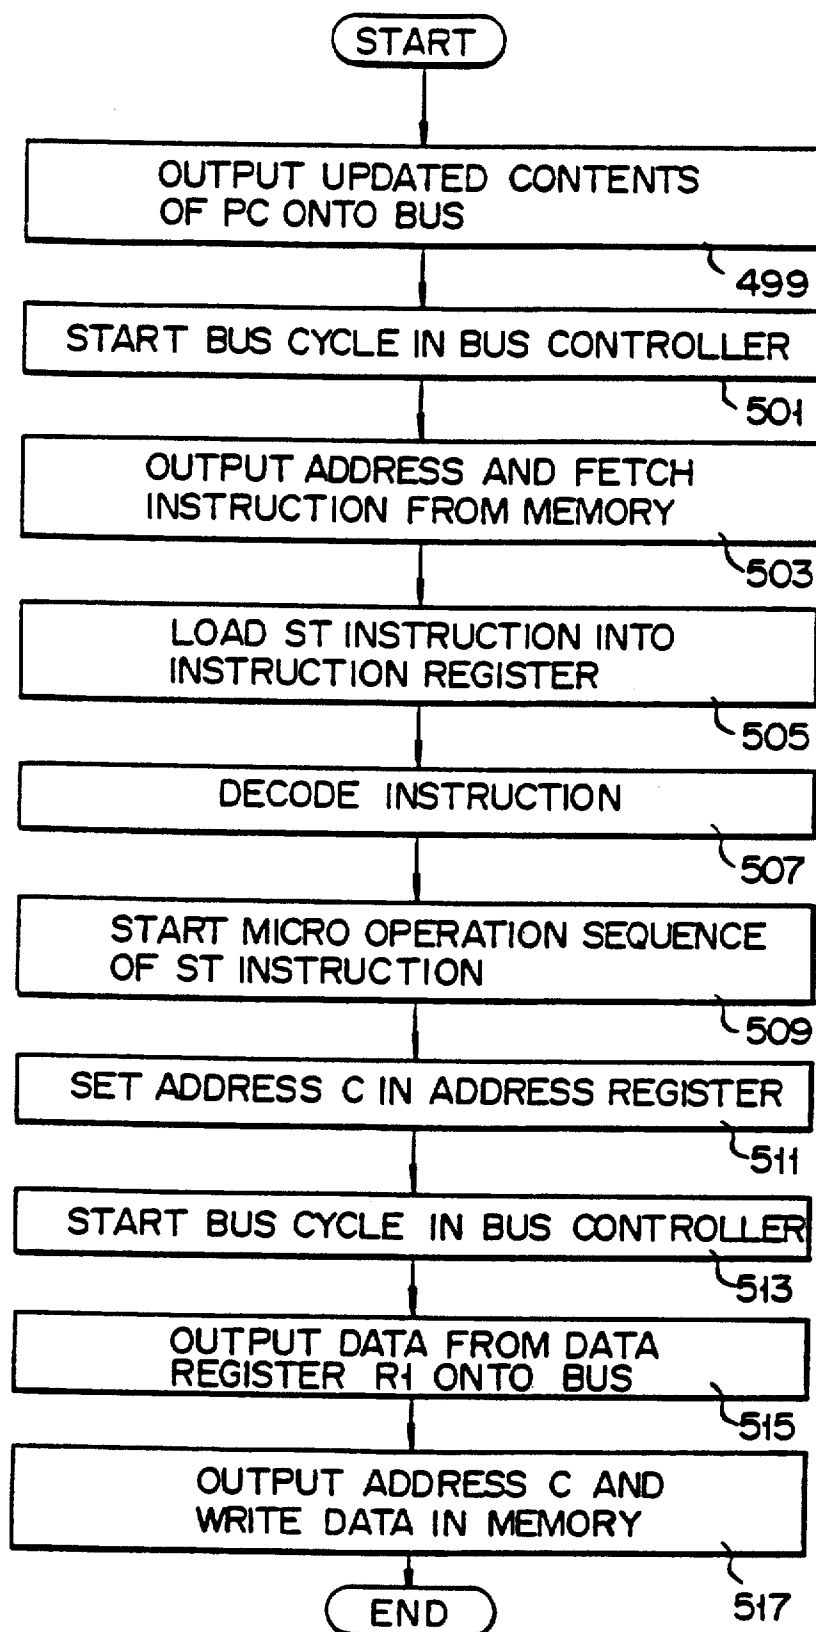 START
OUTPUT UPDATED CONTENTS
OF PC ONTO BUS
499
START BUS CYCLE IN BUS CONTROLLER
501
OUTPUT ADDRESS AND FETCH
INSTRUCTION FROM MEMORY
503
LOAD ST INSTRUCTION INTO
INSTRUCTION REGISTER
505
DECODE INSTRUCTION
507
START MICRO OPERATION SEQUENCE
OF ST INSTRUCTION
509
SET ADDRESS C IN ADDRESS REGISTER
511
START BUS CYCLE IN BUS CONTROLLER
513
OUTPUT DATA FROM DATA
REGISTER R1 ONTO BUS
515
OUTPUT ADDRESS C AND
WRITE DATA IN MEMORY
517
END